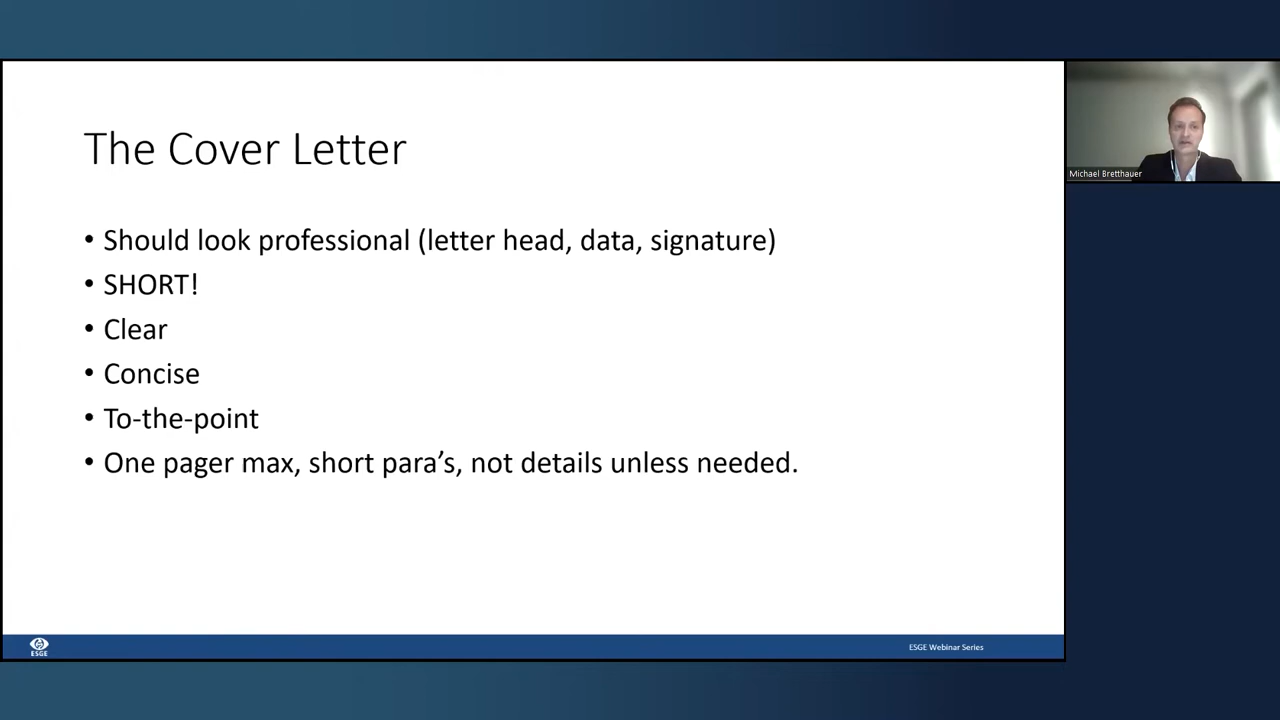 The Cover Letter
• Should look professional (letter head, data, signature)
• SHORT!
• Clear
• Concise
• To-the-point
• One pager max, short para’s, not details unless needed.
Michael Bretthauer
ESGE
ESGE Webinar Series